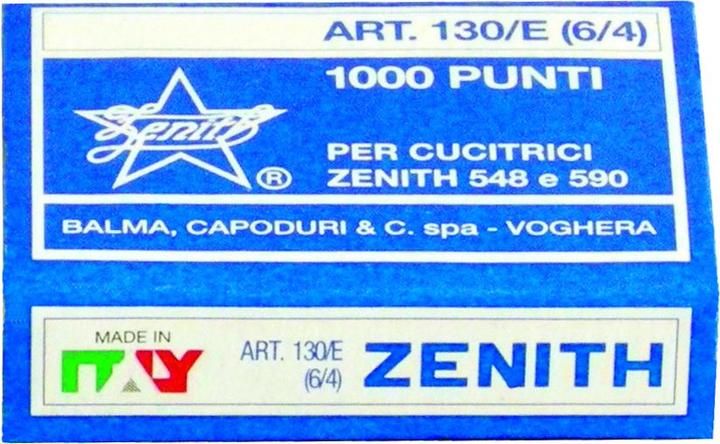 ART. 130/E (6/4)
1000 PUNTI
Zenith
®
PER CUCITRICI
ZENITH 548 e 590
BALMA, CAPODURI & C. spa - VOGHERA
MADE IN
ITALY
ART. 130/E
(6/4)
ZENITH